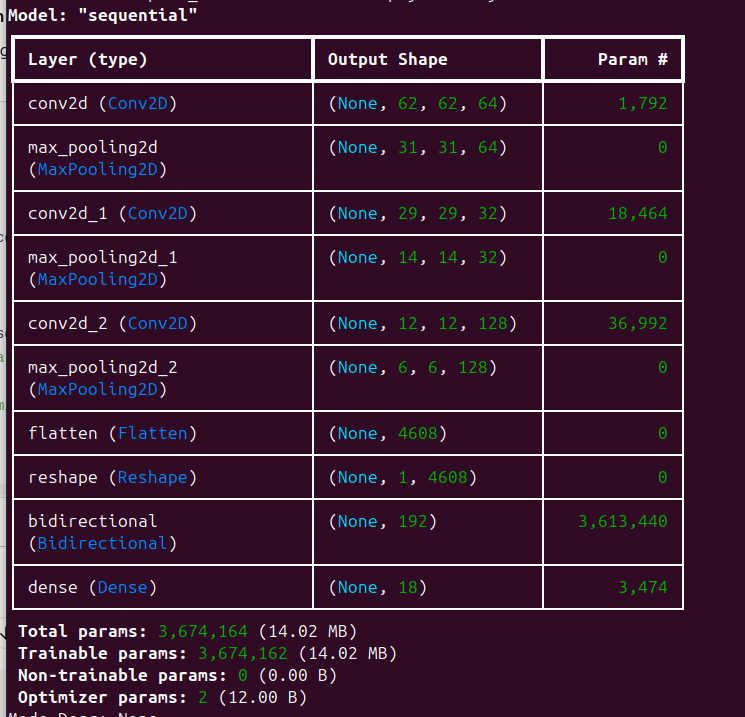 Model: "sequential"
Layer (type) Output Shape Param #
conv2d (Conv2D) (None, 62, 62, 64) 1,792
max_pooling2d (None, 31, 31, 64) 0
(MaxPooling2D)
conv2d_1 (Conv2D) (None, 29, 29, 32) 18,464
max_pooling2d_1 (None, 14, 14, 32) 0
(MaxPooling2D)
conv2d_2 (Conv2D) (None, 12, 12, 128) 36,992
max_pooling2d_2 (None, 6, 6, 128) 0
(MaxPooling2D)
flatten (Flatten) (None, 4608) 0
reshape (Reshape) (None, 1, 4608) 0
bidirectional (None, 192) 3,613,440
(Bidirectional)
dense (Dense) (None, 18) 3,474
Total params: 3,674,164 (14.02 MB)
Trainable params: 3,674,162 (14.02 MB)
Non-trainable params: 0 (0.00 B)
Optimizer params: 2 (12.00 B)